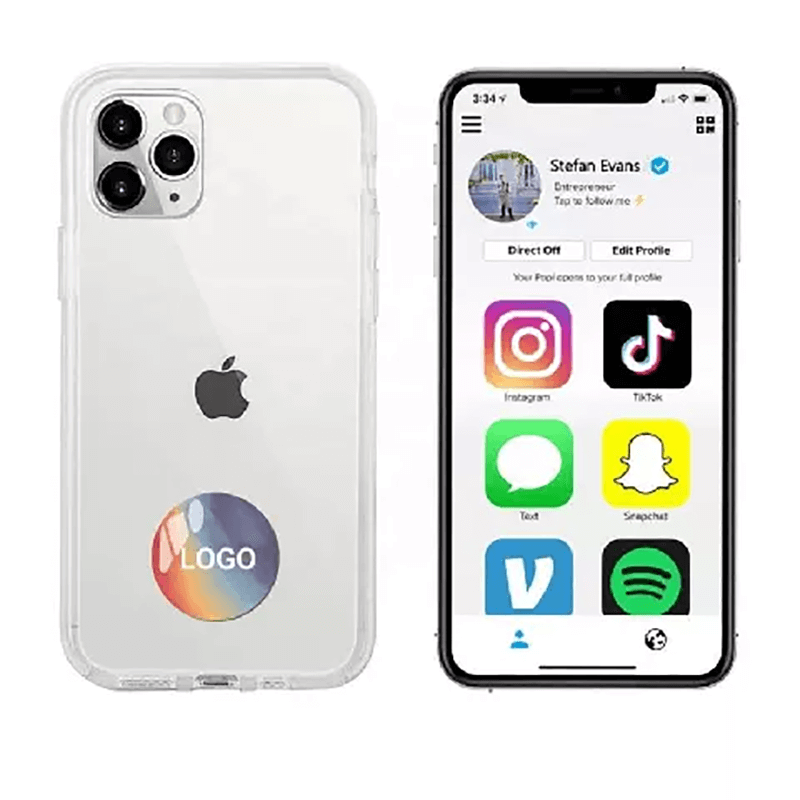 LOGO
3:34
Stefan Evans
Entrepreneur
Tap to follow me ⚡
Direct Off
Edit Profile
Your Popl opens to your full profile
Instagram
TikTok
Text
Snapchat